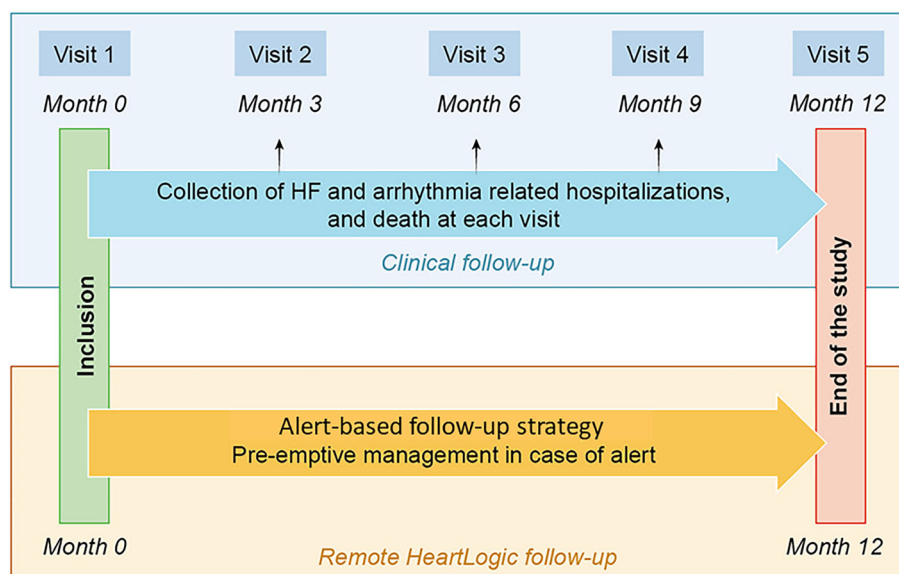 Visit 1
Visit 2
Visit 3
Visit 4
Visit 5
Month 0
Month 3
Month 6
Month 9
Month 12
Collection of HF and arrhythmia related hospitalizations,
and death at each visit
Clinical follow-up
Inclusion
End of the study
Alert-based follow-up strategy
Pre-emptive management in case of alert
Month 0
Month 12
Remote HeartLogic follow-up